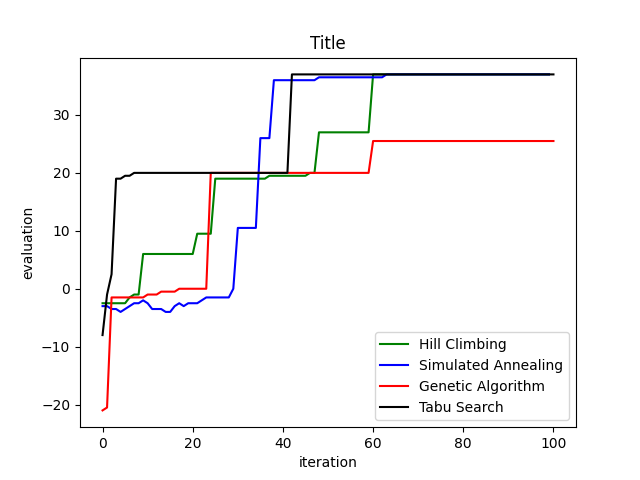 Title
evaluation
30
20
10
0
−10
−20
0
20
40
60
80
100
iteration
Hill Climbing
Simulated Annealing
Genetic Algorithm
Tabu Search